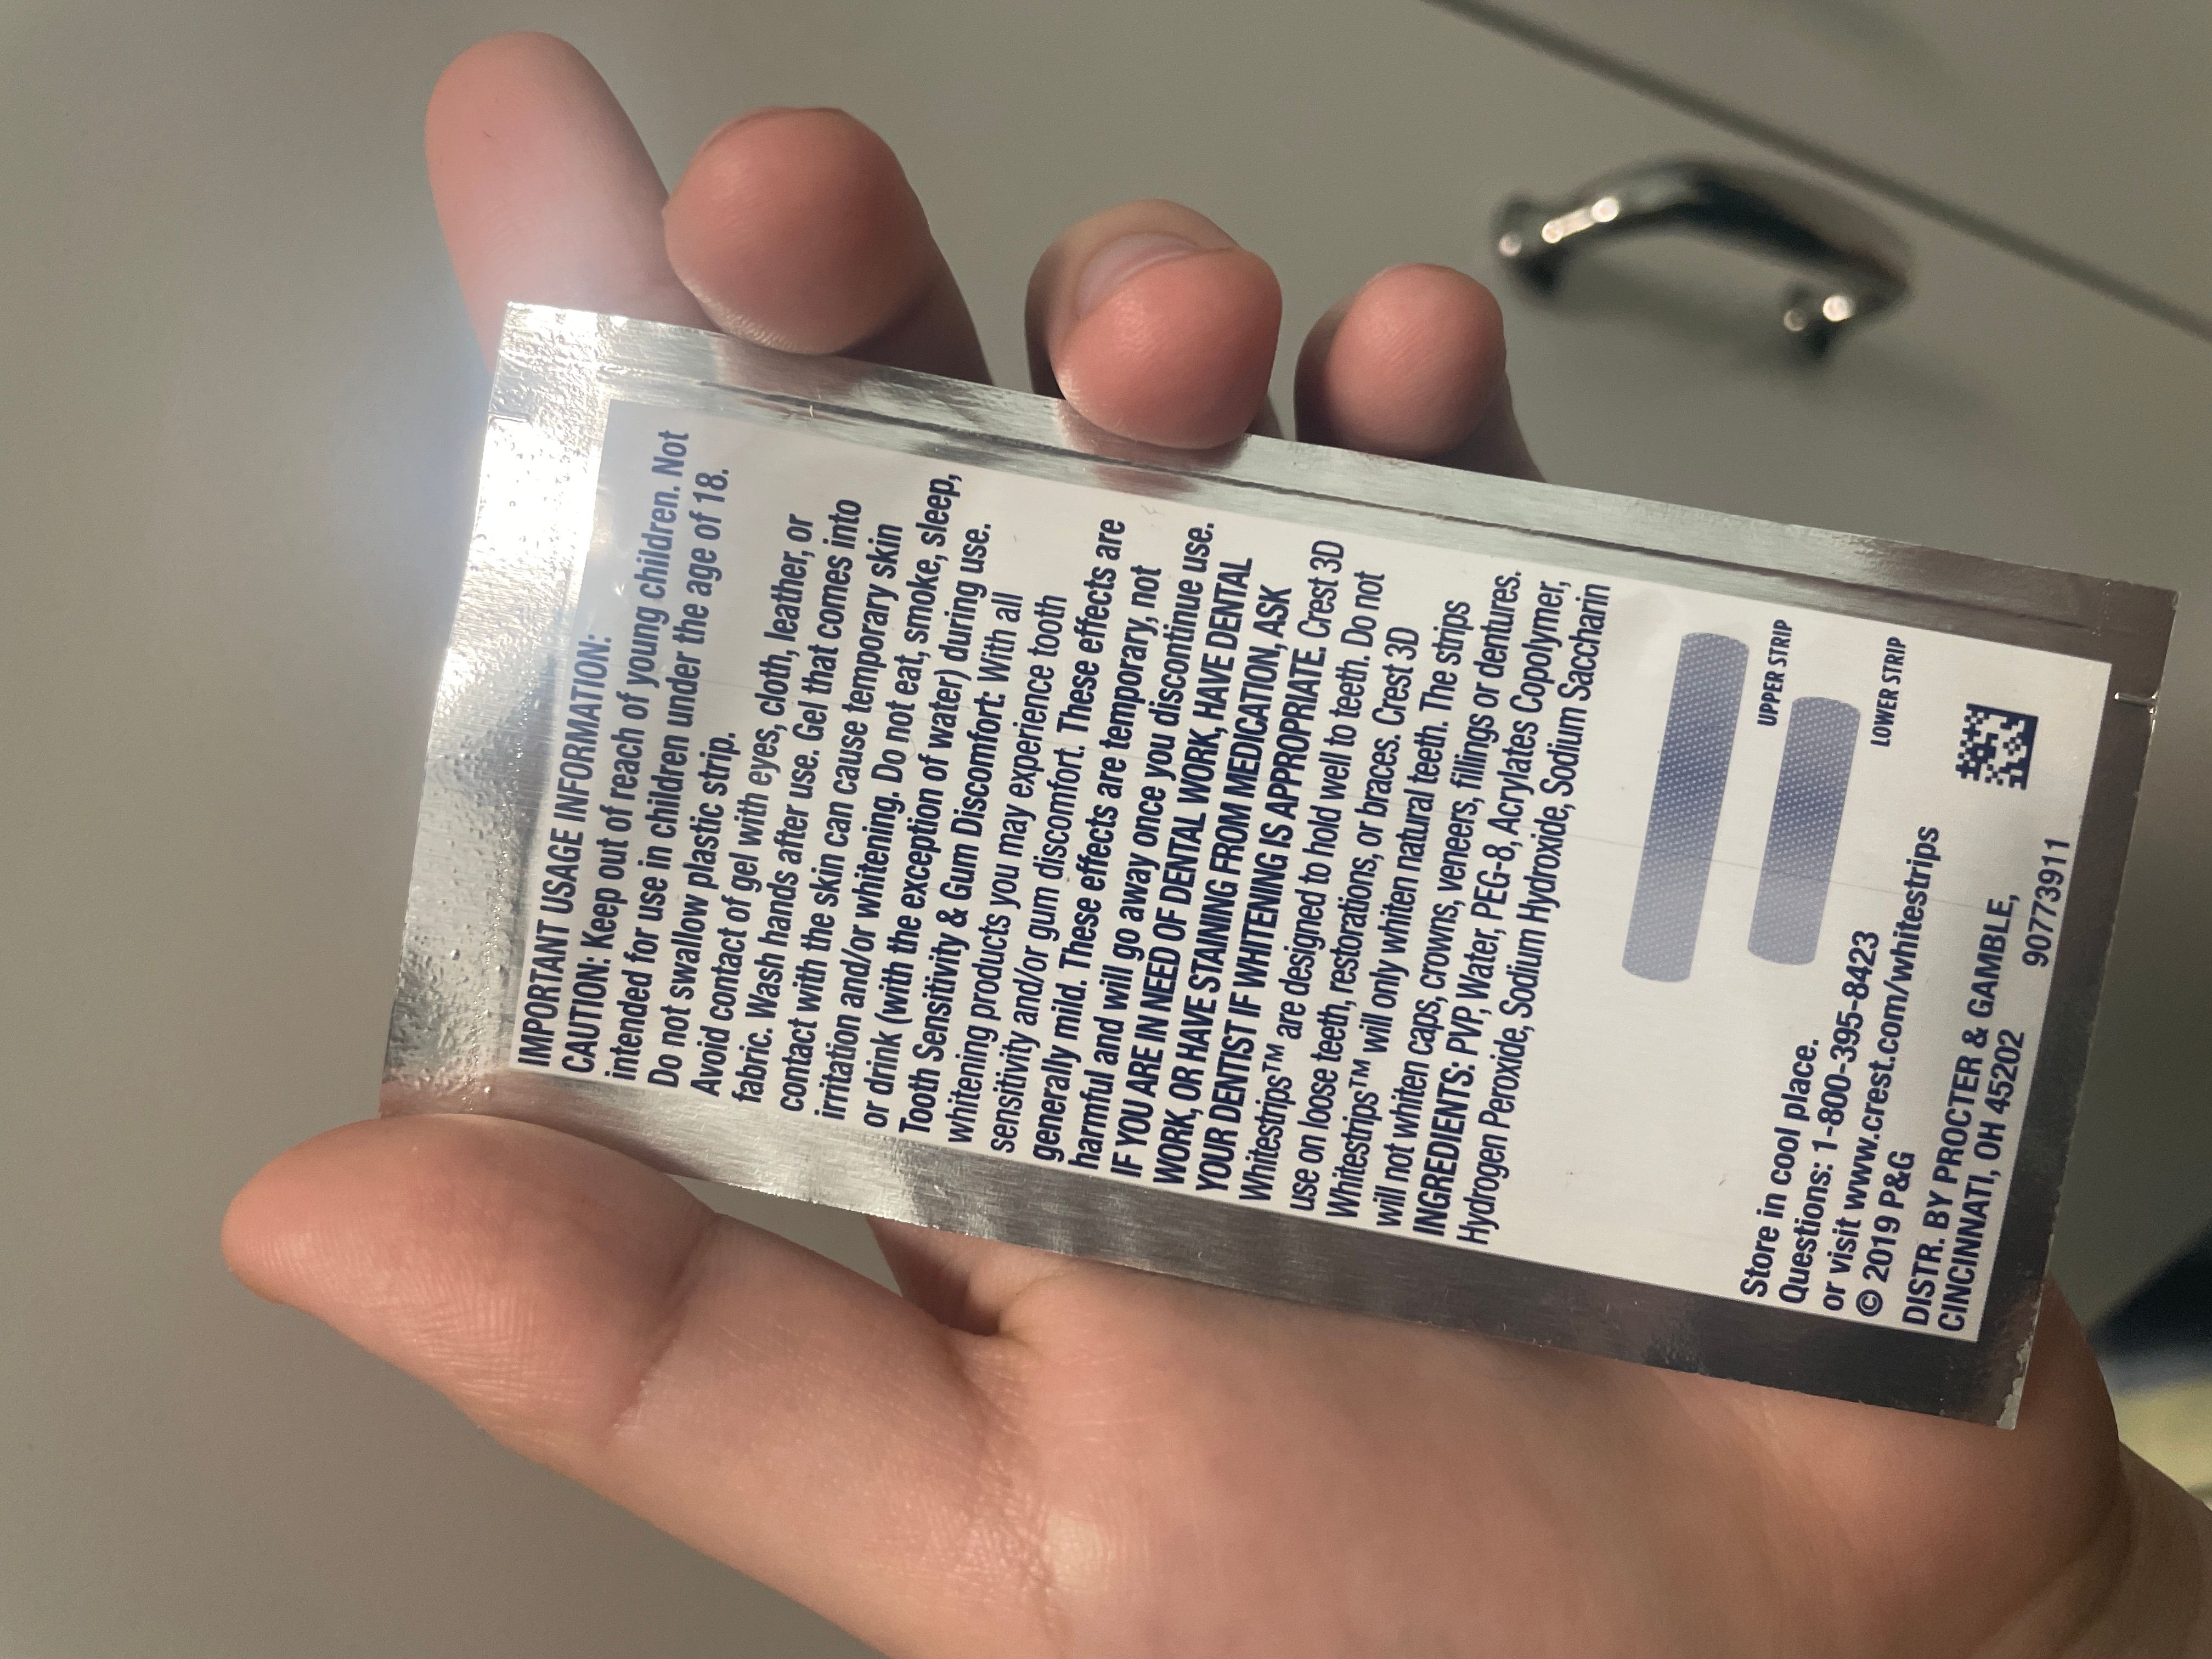 IMPORTANT USAGE INFORMATION:
CAUTION: Keep out of reach of young children. Not
intended for use in children under the age of 18.
Do not swallow plastic strip.
Avoid contact of gel with eyes, cloth, leather, or
fabric. Wash hands after use. Gel that comes into
contact with the skin can cause temporary skin
irritation and/or whitening. Do not eat, smoke, sleep,
or drink (with the exception of water) during use.
Tooth Sensitivity & Gum Discomfort: With all
whitening products you may experience tooth
sensitivity and/or gum discomfort. These effects are
generally mild. These effects are temporary, not
harmful and will go away once you discontinue use.
IF YOU ARE IN NEED OF DENTAL WORK, HAVE DENTAL
WORK, OR HAVE STAINING FROM MEDICATION, ASK
YOUR DENTIST IF WHITENING IS APPROPRIATE. Crest 3D
Whitestrips™ are designed to hold well to teeth. Do not
use on loose teeth, restorations, or braces. Crest 3D
Whitestrips™ will only whiten natural teeth. The strips
will not whiten caps, crowns, veneers, fillings or dentures.
INGREDIENTS: PVP, Water, PEG-8, Acrylates Copolymer,
Hydrogen Peroxide, Sodium Hydroxide, Sodium Saccharin
UPPER STRIP
LOWER STRIP
Store in cool place.
Questions: 1-800-395-8423
or visit www.crest.com/whitestrips
© 2019 P&G
DISTR. BY PROCTER & GAMBLE,
CINCINNATI, OH 45202
90773911